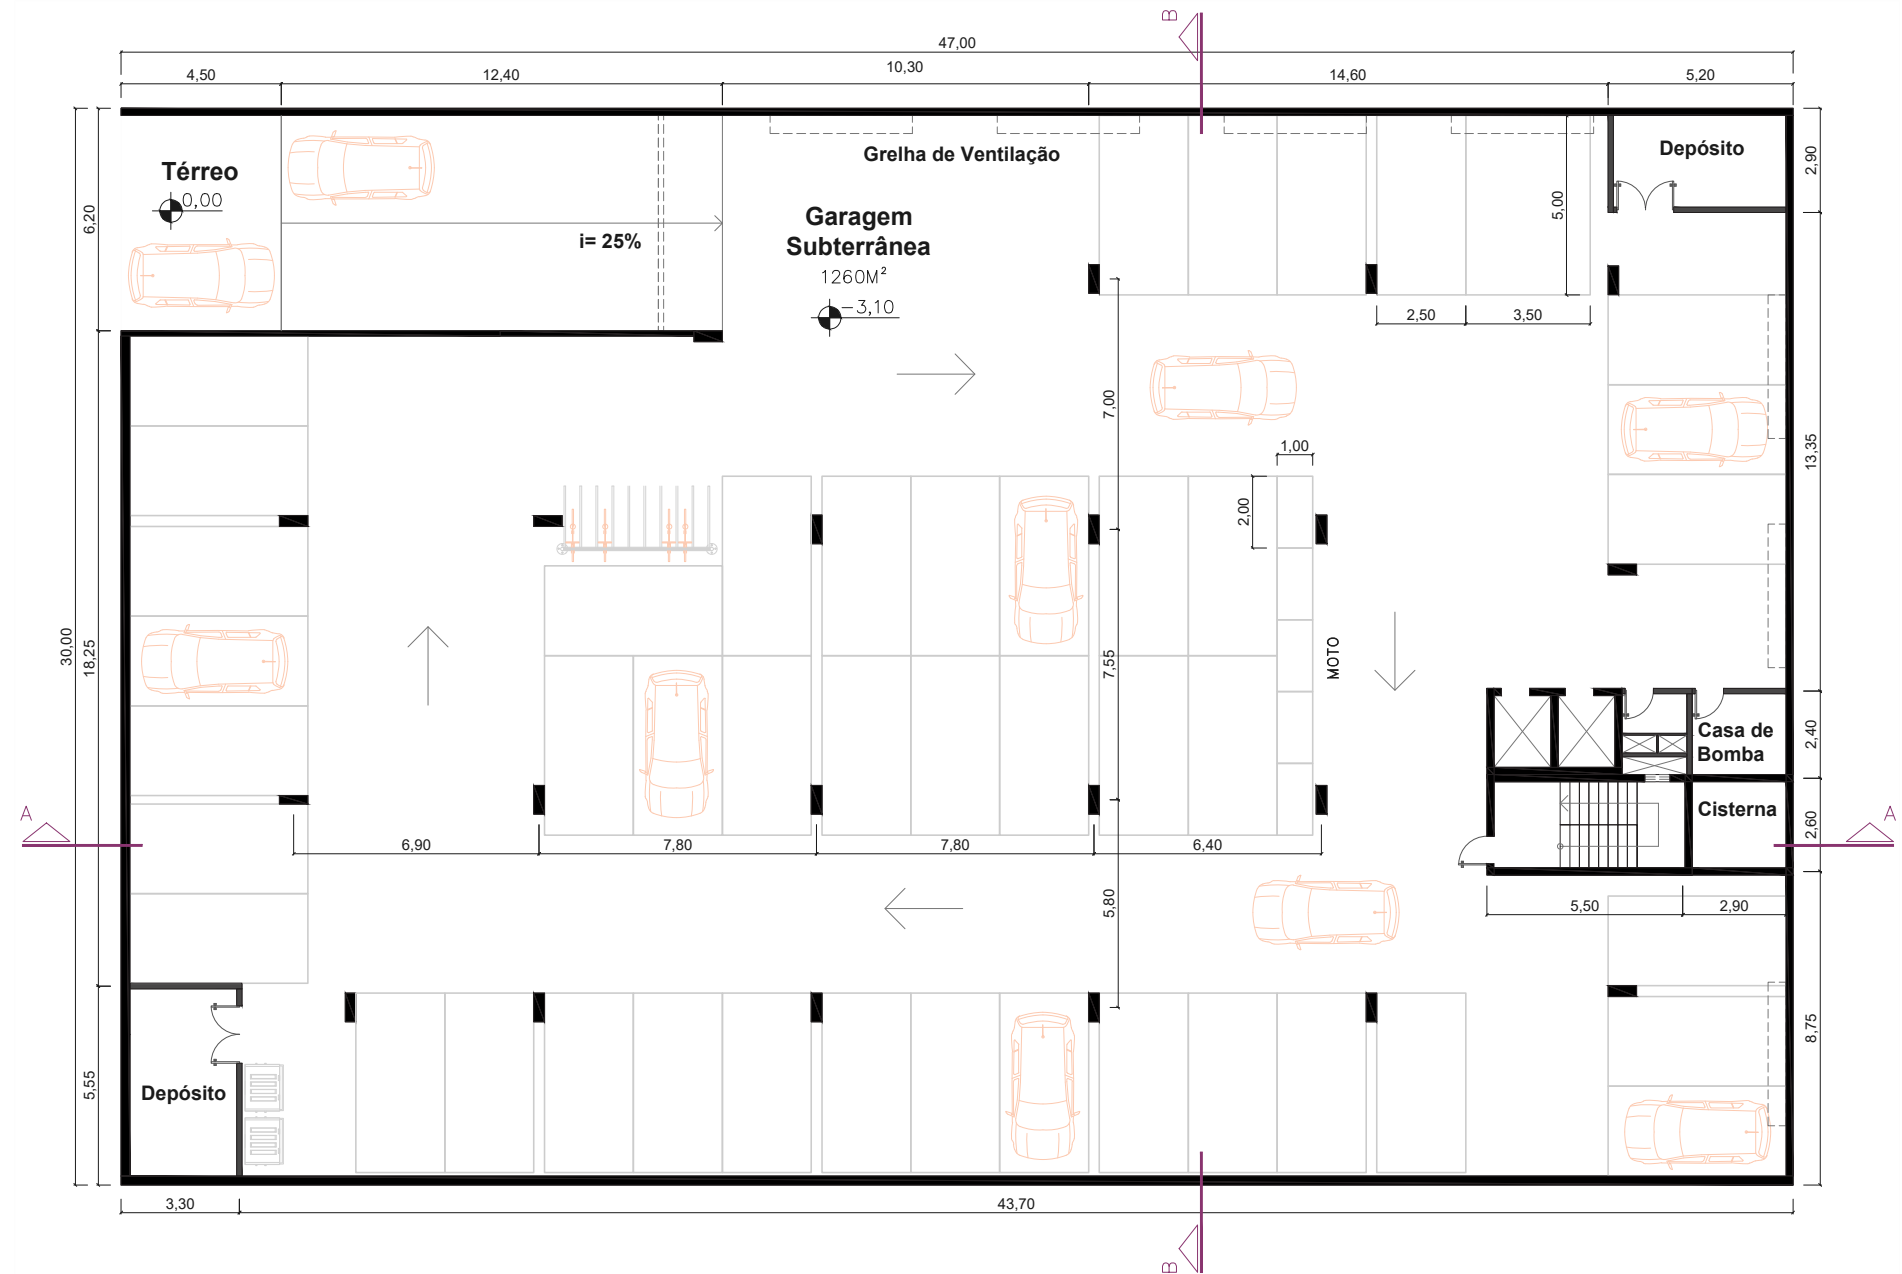 B
47,00
4,50
12,40
10,30
14,60
5,20
Térreo
0,00
i= 25%
Grelha de Ventilação
Garagem
Subterrânea
1260M²
-3,10
Depósito
2,90
6,20
5,00
2,50
3,50
7,00
1,00
2,00
13,35
30,00
18,25
7,55
MOTO
Casa de
Bomba
2,40
Cisterna
2,60
A
A
6,90
7,80
7,80
6,40
5,80
5,50
2,90
8,75
5,55
Depósito
3,30
43,70
B